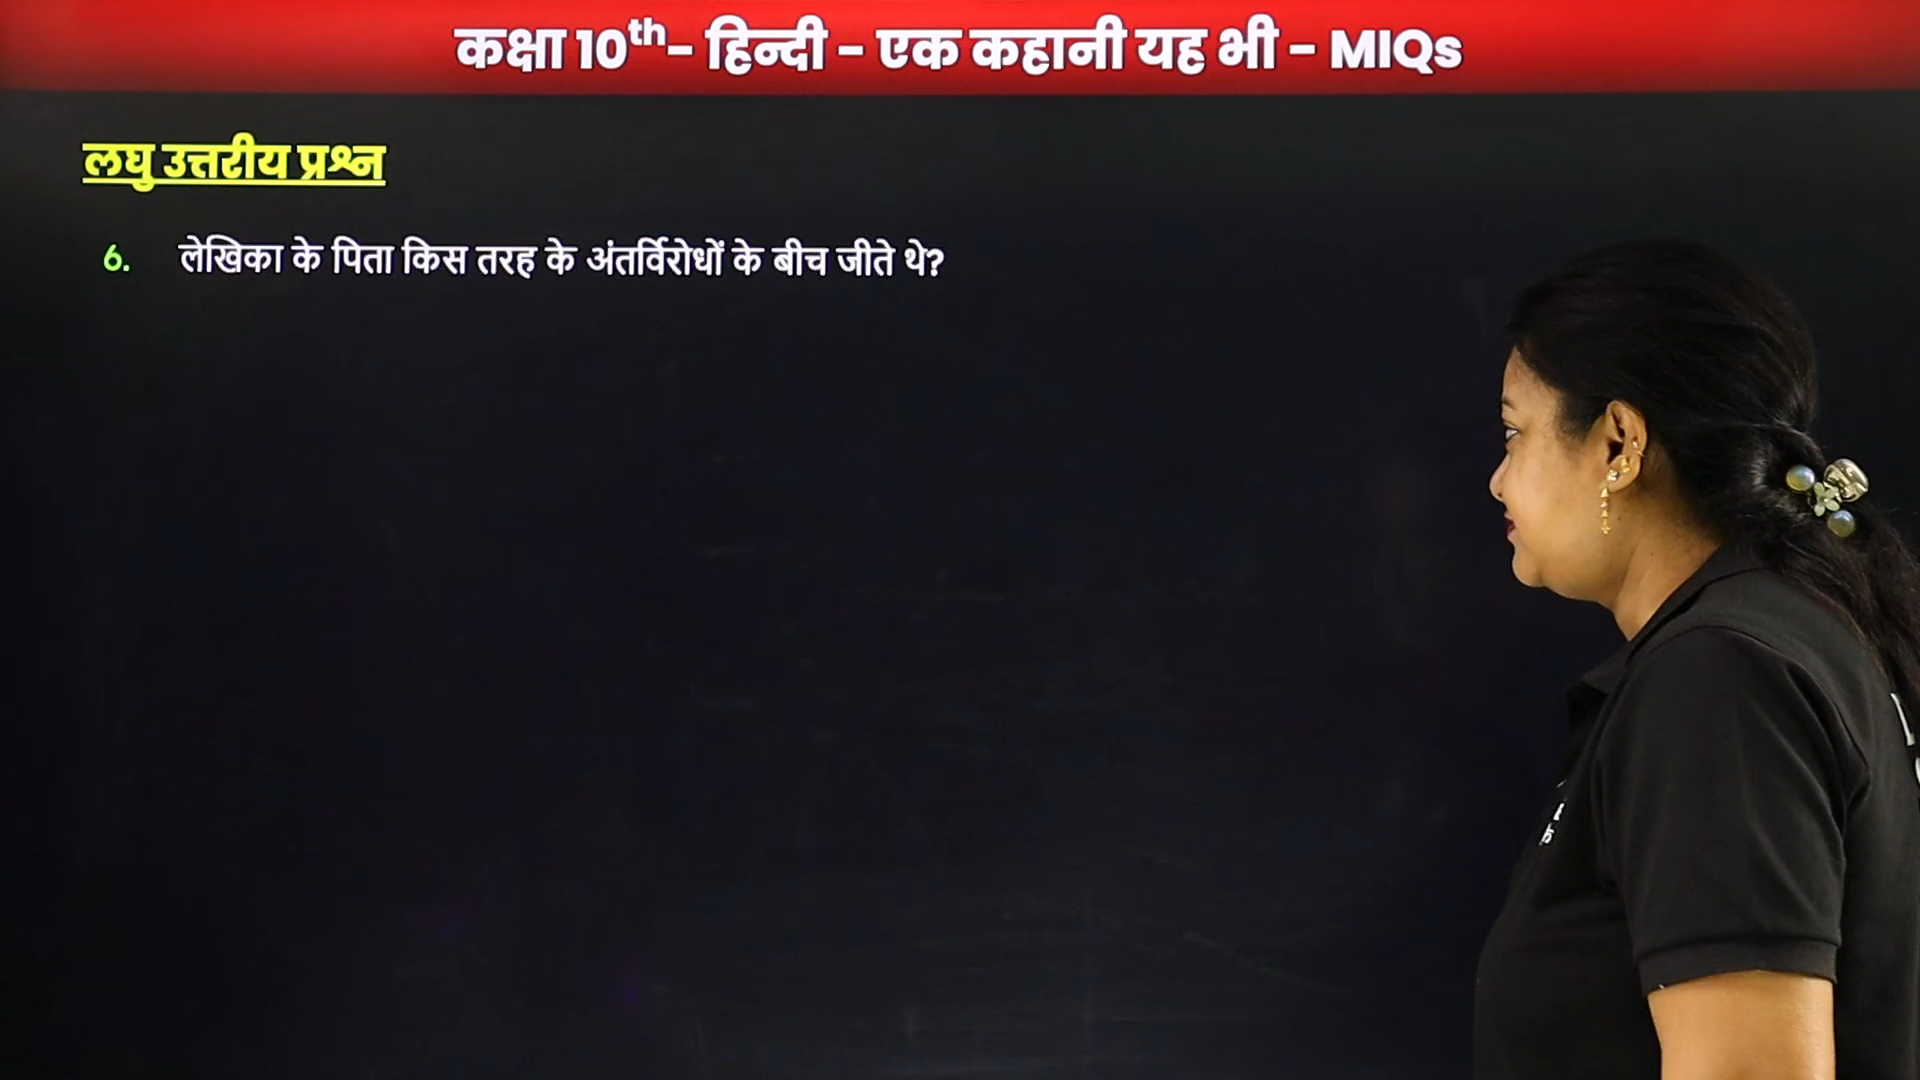 कक्षा 10th- हिन्दी - एक कहानी यह भी - MIQs
लघु उत्तरीय प्रश्न
6. लेखिका के पिता किस तरह के अंतर्विरोधों के बीच जीते थे?